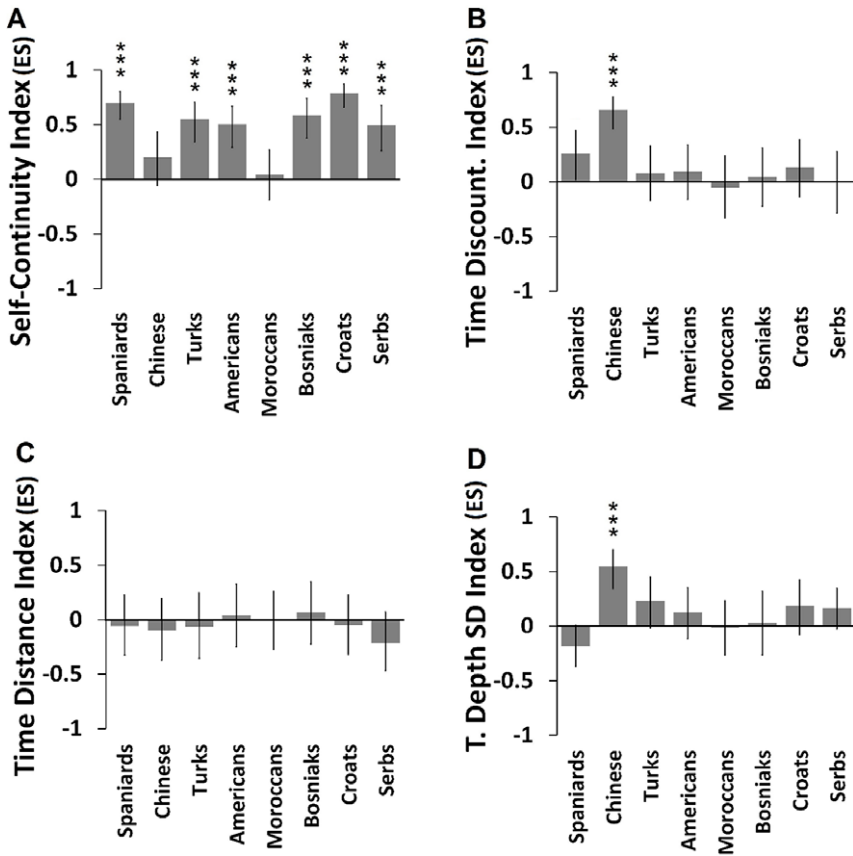 A
Self-Continuity Index (ES)
1
0.5
0
-0.5
-1
***
***
***
***
***
***
Spaniards
Chinese
Turks
Americans
Moroccans
Bosniaks
Croats
Serbs
B
Time Discount. Index (ES)
1
0.5
0
-0.5
-1
***
Spaniards
Chinese
Turks
Americans
Moroccans
Bosniaks
Croats
Serbs
C
Time Distance Index (ES)
1
0.5
0
-0.5
-1
Spaniards
Chinese
Turks
Americans
Moroccans
Bosniaks
Croats
Serbs
D
T. Depth SD Index (ES)
1
0.5
0
-0.5
-1
***
Spaniards
Chinese
Turks
Americans
Moroccans
Bosniaks
Croats
Serbs